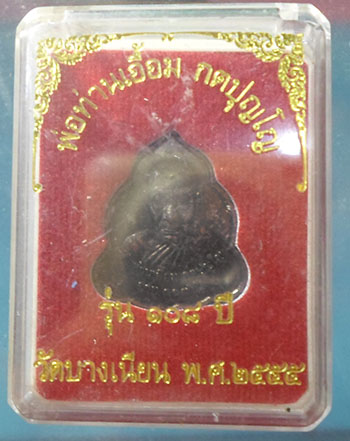 พ่อท่านเอื้อม กตปุญโญ
รุ่น ๑๐๘ ปี
วัดบางเนียน พ.ศ.๒๕๕๕